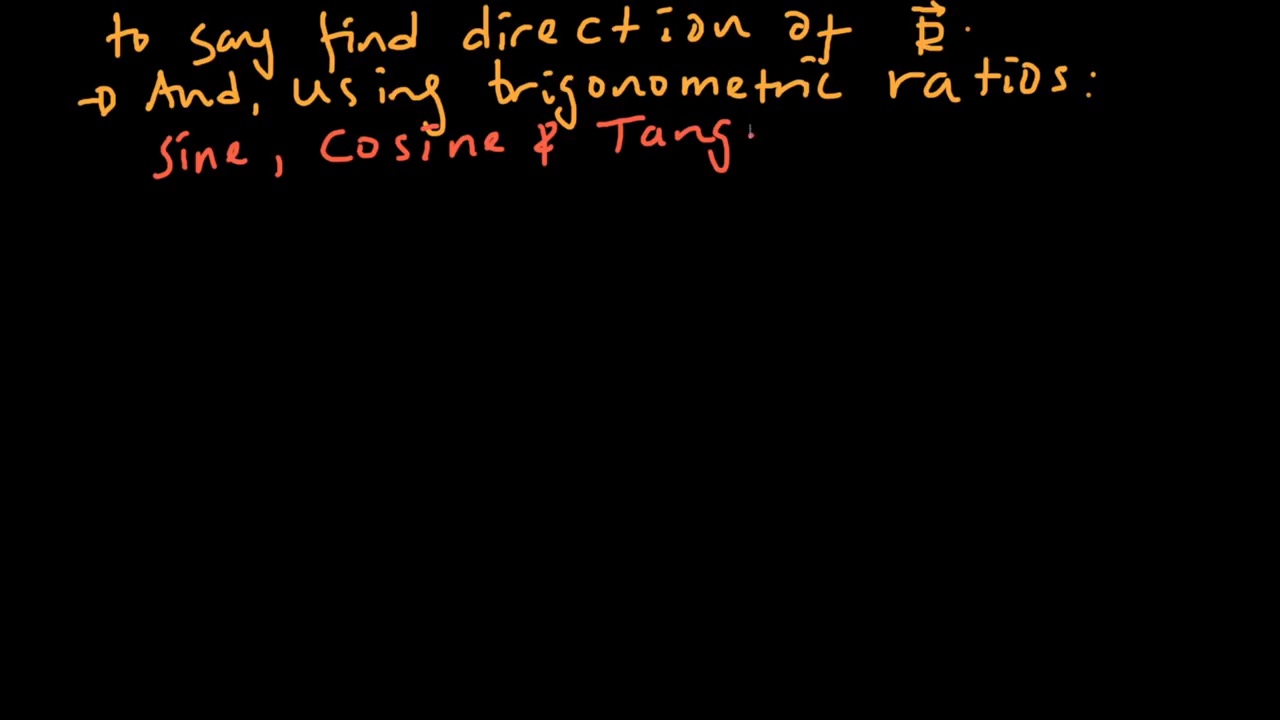 to say find direction of R⃗.
→ And, using trigonometric ratios:
sine, Cosine & Tang